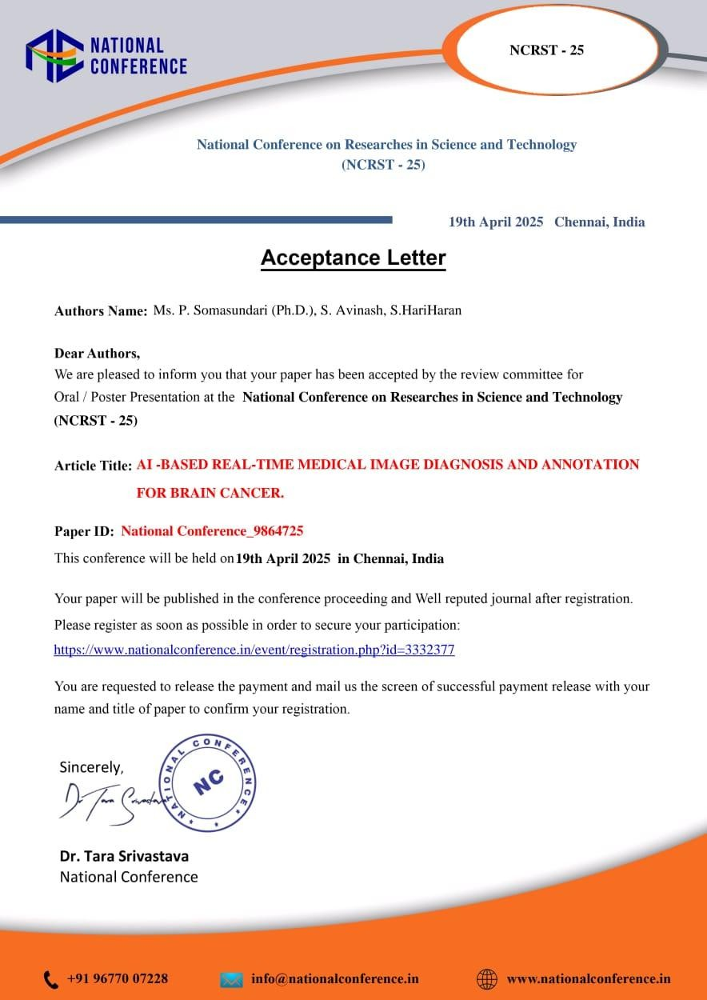 NATIONAL
CONFERENCE
NCRST - 25
National Conference on Researches in Science and Technology
(NCRST - 25)
19th April 2025 Chennai, India
Acceptance Letter
Authors Name: Ms. P. Somasundari (Ph.D.), S. Avinash, S.HariHaran
Dear Authors,
We are pleased to inform you that your paper has been accepted by the review committee for
Oral / Poster Presentation at the National Conference on Researches in Science and Technology
(NCRST - 25)
Article Title: AI -BASED REAL-TIME MEDICAL IMAGE DIAGNOSIS AND ANNOTATION
FOR BRAIN CANCER.
Paper ID: National Conference_9864725
This conference will be held on 19th April 2025 in Chennai, India
Your paper will be published in the conference proceeding and Well reputed journal after registration.
Please register as soon as possible in order to secure your participation:
https://www.nationalconference.in/event/registration.php?id=3332377
You are requested to release the payment and mail us the screen of successful payment release with your
name and title of paper to confirm your registration.
Sincerely,
Dr Tara Srivastava
NATIONAL CONFERENCE
NC
Dr. Tara Srivastava
National Conference
+91 96770 07228 info@nationalconference.in www.nationalconference.in